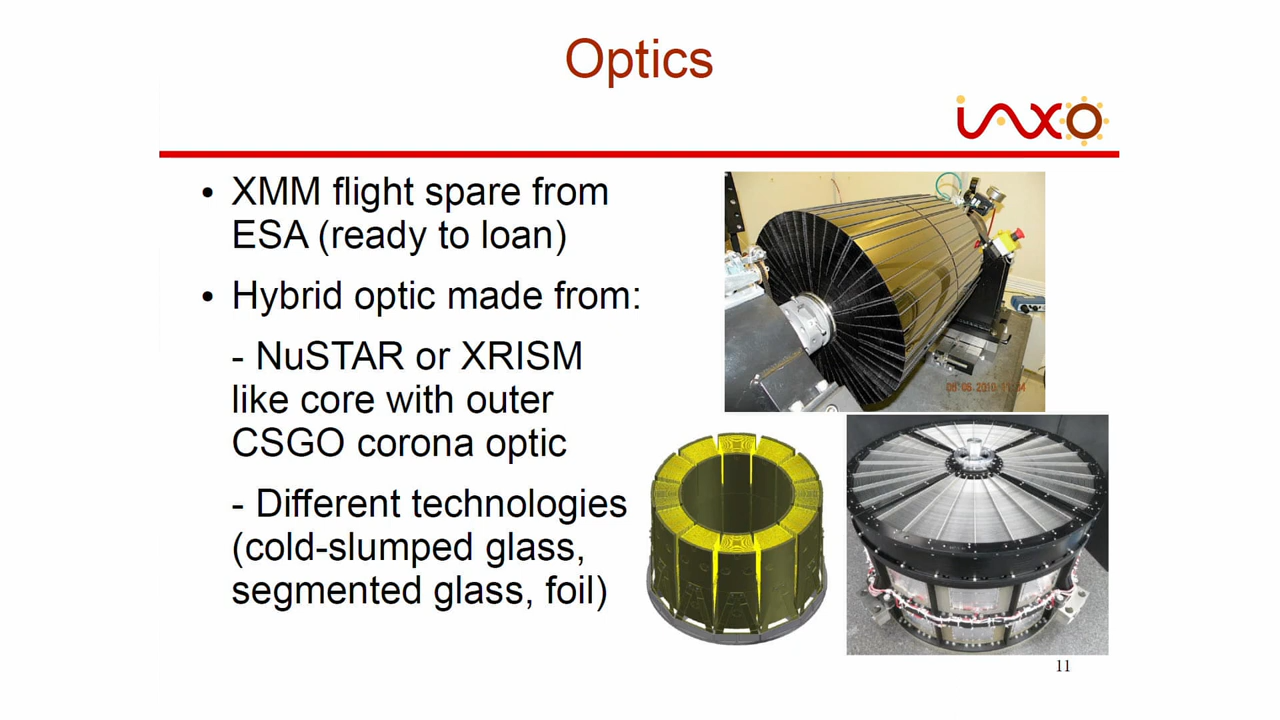 Optics
iAXO
• XMM flight spare from
ESA (ready to loan)
• Hybrid optic made from:
- NuSTAR or XRISM
like core with outer
CSGO corona optic
- Different technologies
(cold-slumped glass,
segmented glass, foil)
11